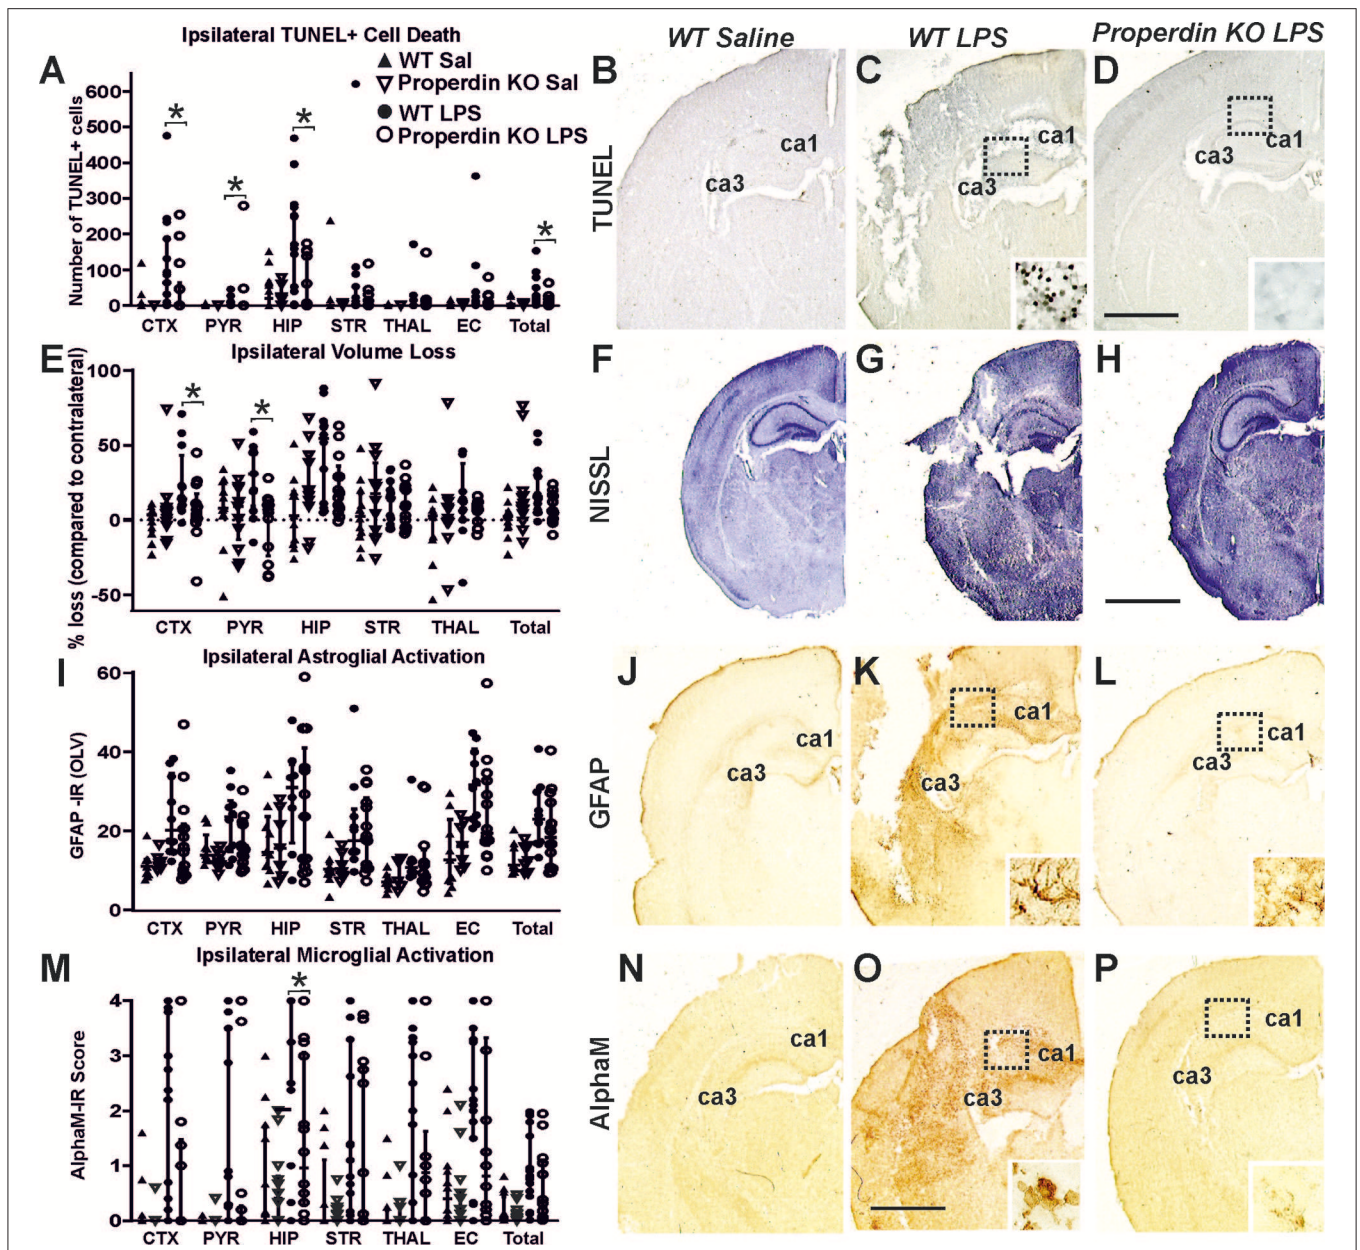 WT Saline WT LPS Properdin KO LPS
A Ipsilateral TUNEL+ Cell Death
WT Sal
Properdin KO Sal
WT LPS
Properdin KO LPS
Number of TUNEL+ cells
600
500
400
300
200
100
0
* * * *
CTX PYR HIP STR THAL EC Total
TUNEL
B ca1 ca3
C ca1 ca3
D ca1 ca3
E Ipsilateral Volume Loss
% loss (compared to contralateral)
100
50
0
-50
* *
CTX PYR HIP STR THAL Total
NISSL
F G H
I Ipsilateral Astroglial Activation
GFAP -IR (OLV)
60
40
20
0
CTX PYR HIP STR THAL EC Total
GFAP
J ca1 ca3
K ca1 ca3
L ca1 ca3
M Ipsilateral Microglial Activation
AlphaM-IR Score
4
3
2
1
0
*
CTX PYR HIP STR THAL EC Total
AlphaM
N ca1 ca3
O ca1 ca3
P ca1 ca3